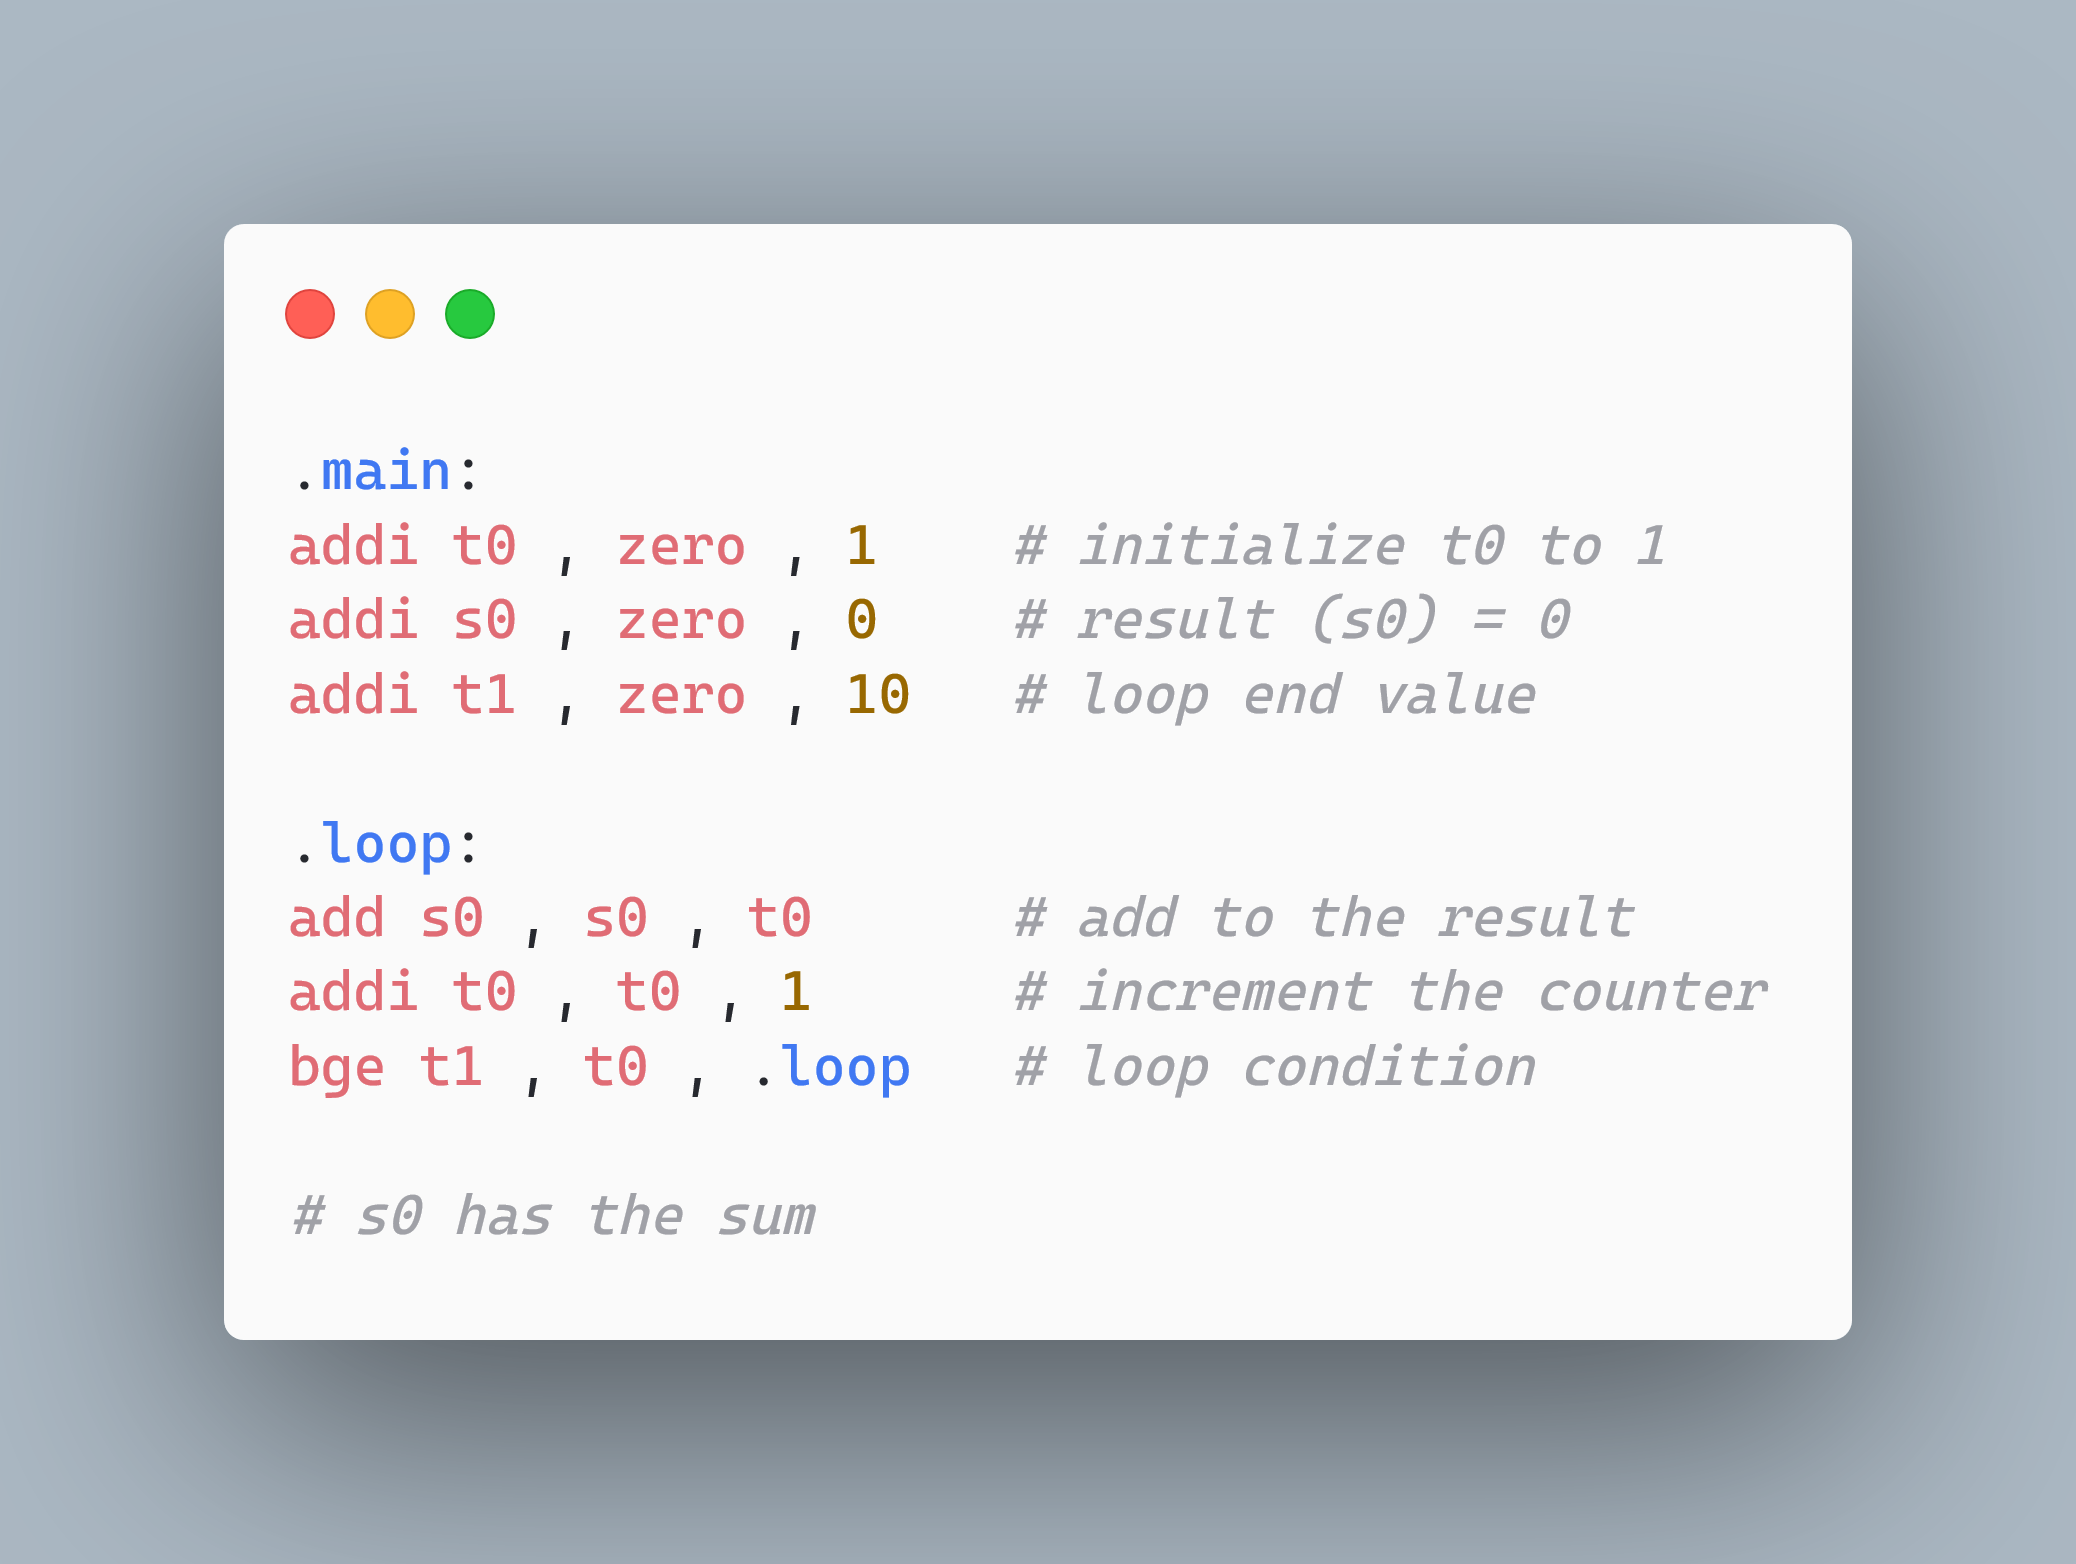 .main:
addi t0 , zero , 1    # initialize t0 to 1
addi s0 , zero , 0    # result (s0) = 0
addi t1 , zero , 10   # loop end value
.loop:
add s0 , s0 , t0      # add to the result
addi t0 , t0 , 1      # increment the counter
bge t1 , t0 , .loop   # loop condition
# s0 has the sum